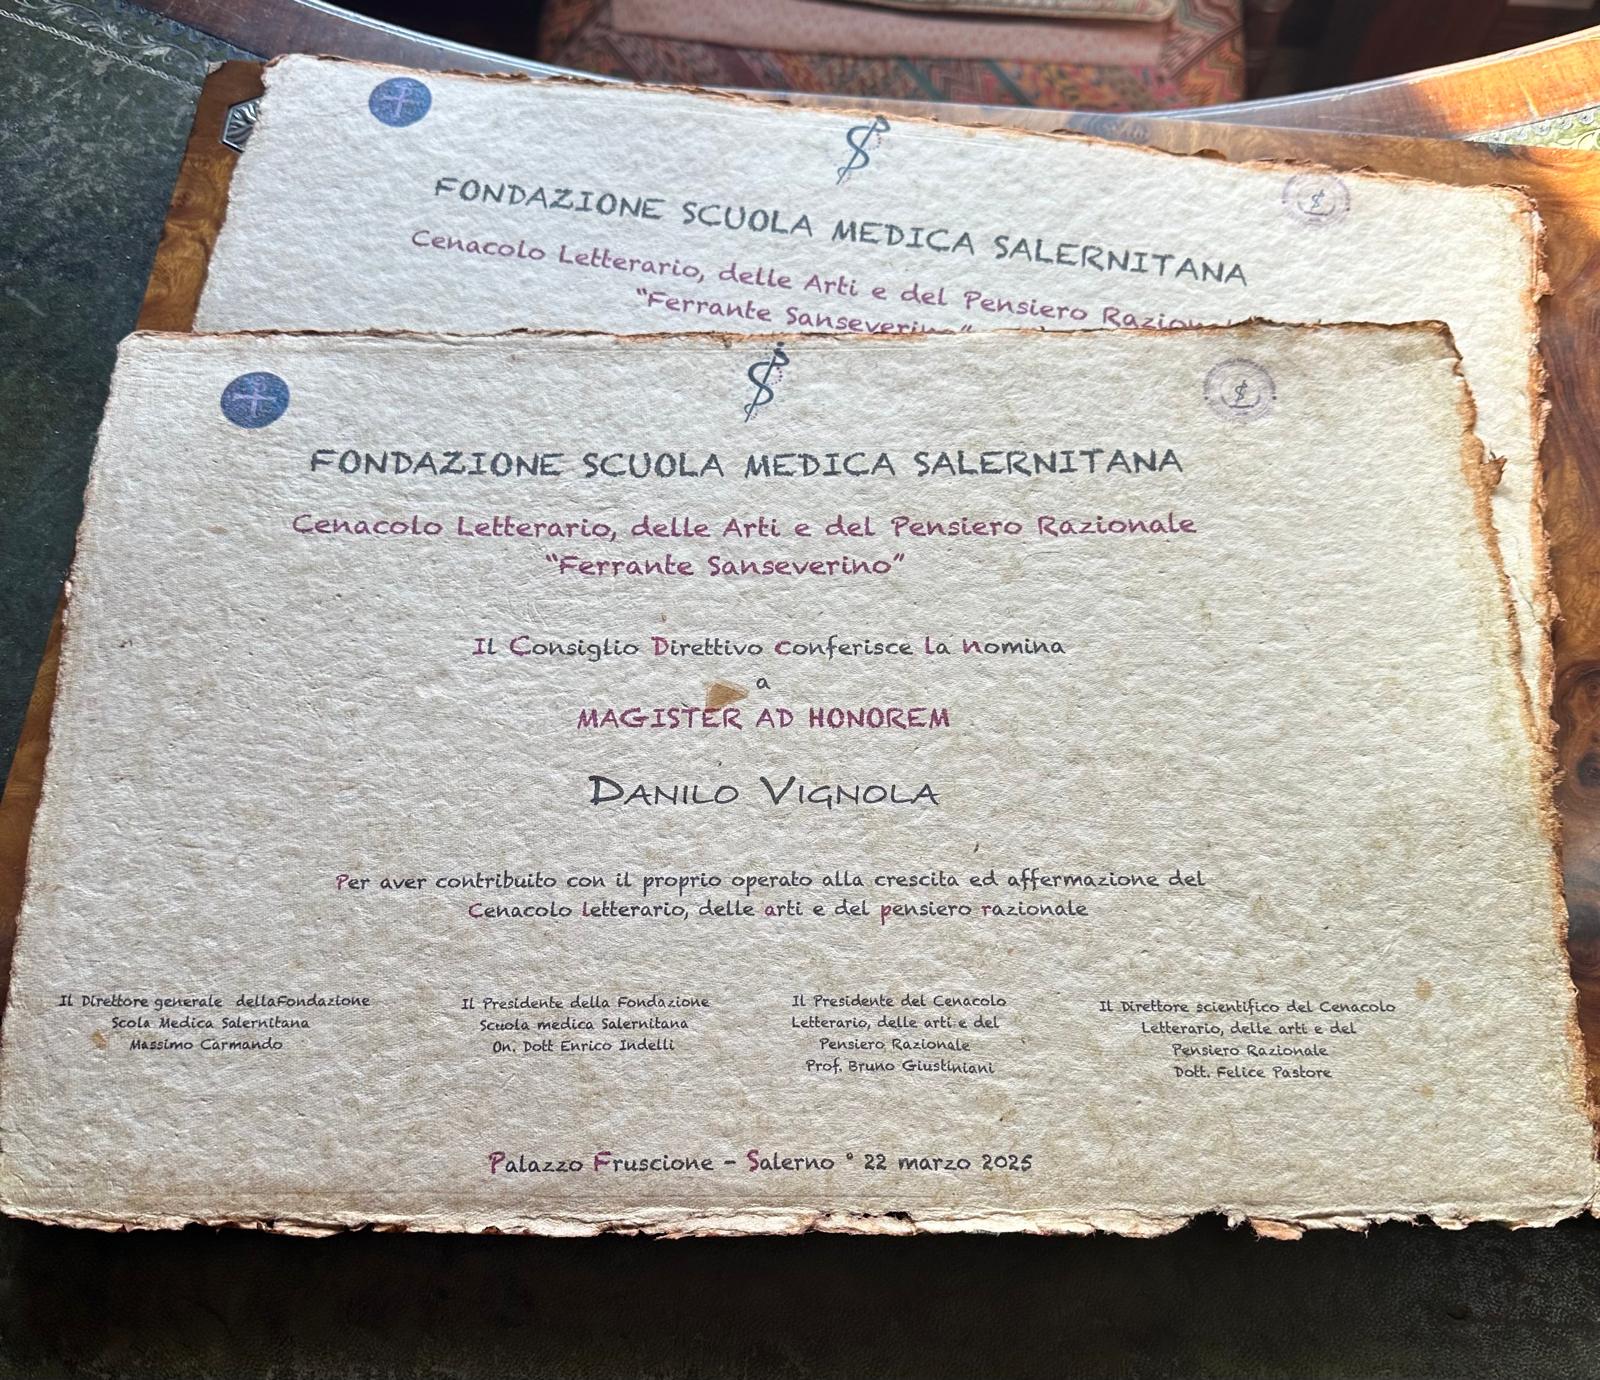 FONDAZIONE SCUOLA MEDICA SALERNITANA
Cenacolo Letterario, delle Arti e del Pensiero
"Ferrante Sanseverino"
FONDAZIONE SCUOLA MEDICA SALERNITANA
Cenacolo Letterario, delle Arti e del Pensiero Razionale
"Ferrante Sanseverino"
Il Consiglio Direttivo conferisce la nomina
a
MAGISTER AD HONOREM
DANILO VIGNOLA
Per aver contribuito con il proprio operato alla crescita ed affermazione del
Cenacolo letterario, delle arti e del pensiero razionale
Il Direttore generale dellaFondazione
Scola Medica Salernitana
Massimo Carmando
Il Presidente della Fondazione
Scuola medica Salernitana
On. Dott Enrico Indelli
Il Presidente del Cenacolo
Letterario, delle arti e del
Pensiero Razionale
Prof. Bruno Giustiniani
Il Direttore scientifico del Cenacolo
Letterario, delle arti e del
Pensiero Razionale
Dott. Felice Pastore
Palazzo Fruscione - Salerno ° 22 marzo 2025